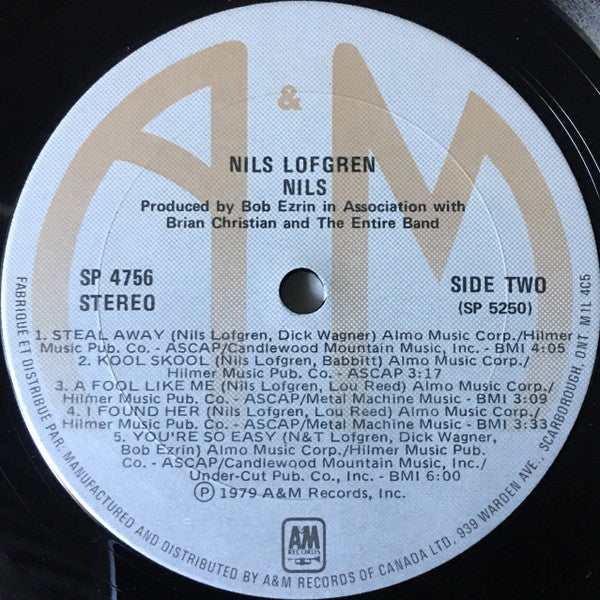 A & M
NILS LOFGREN
NILS
Produced by Bob Ezrin in Association with
Brian Christian and The Entire Band
SP 4756
STEREO
SIDE TWO
(SP 5250)
1. STEAL AWAY (Nils Lofgren, Dick Wagner) Almo Music Corp./Hilmer
Music Pub. Co. - ASCAP/Candlewood Mountain Music, Inc. - BMI 4:05
2. KOOL SKOOL (Nils Lofgren, Babbitt) Almo Music Corp./
Hilmer Music Pub. Co. - ASCAP 3:17
3. A FOOL LIKE ME (Nils Lofgren, Lou Reed) Almo Music Corp./
Hilmer Music Pub. Co. - ASCAP/Metal Machine Music - BMI 3:09
4. I FOUND HER (Nils Lofgren, Lou Reed) Almo Music Corp./
Hilmer Music Pub. Co. - ASCAP/Metal Machine Music - BMI 3:33
5. YOU'RE SO EASY (N&T Lofgren, Dick Wagner,
Bob Ezrin) Almo Music Corp./Hilmer Music Pub.
Co. - ASCAP/Candlewood Mountain Music, Inc./
Under-Cut Pub. Co., Inc. - BMI 6:00
Ⓟ 1979 A&M Records, Inc.
A&M
RECORDS
FABRIQUE ET DISTRIBUE PAR. MANUFACTURED AND DISTRIBUTED BY A&M RECORDS OF CANADA LTD, 939 WARDEN AVE, SCARBOROUGH, ONT M1L 4C5